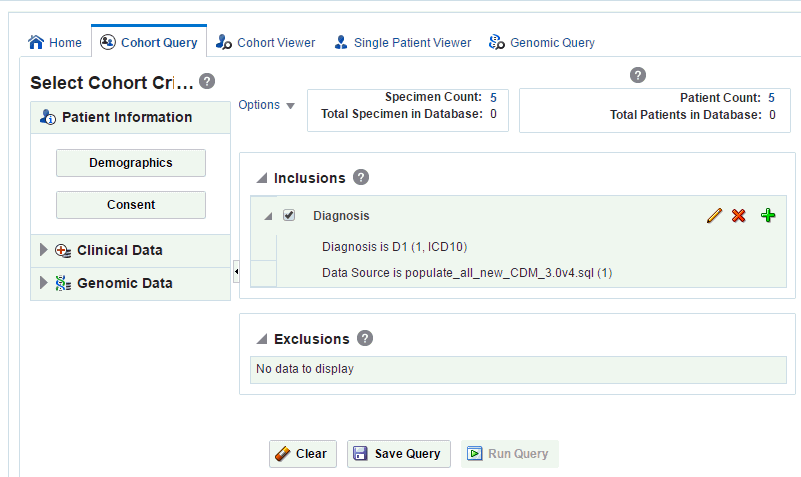 Home
Cohort Query
Cohort Viewer
Single Patient Viewer
Genomic Query
Select Cohort Cri...
Patient Information
Demographics
Consent
Clinical Data
Genomic Data
Options
Specimen Count: 5
Total Specimen in Database: 0
Patient Count: 5
Total Patients in Database: 0
Inclusions
Diagnosis
Diagnosis is D1 (1, ICD10)
Data Source is populate_all_new_CDM_3.0v4.sql (1)
Exclusions
No data to display
Clear
Save Query
Run Query